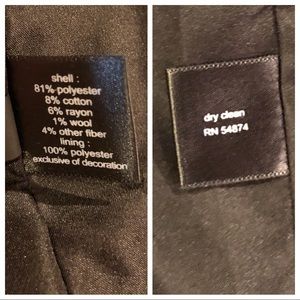 shell :
81% polyester
8% cotton
6% rayon
1% wool
4% other fiber
lining :
100% polyester
exclusive of decoration
dry clean
RN 54874